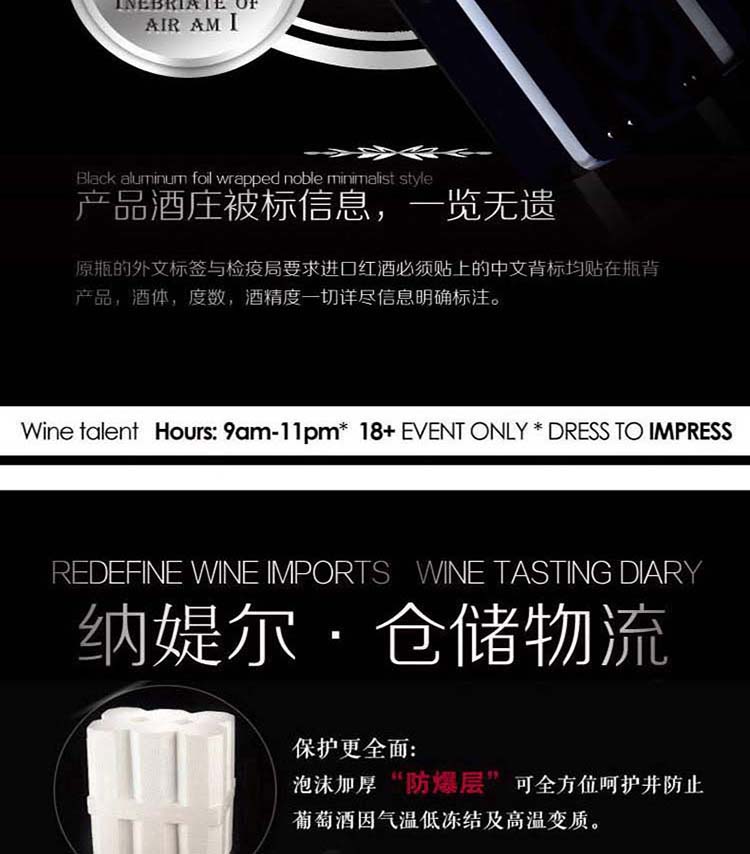 INEBRIATE OF
AIR AM I
Black aluminum foil wrapped noble minimalist style
产品酒庄被标信息，一览无遗
原瓶的外文标签与检疫局要求进口红酒必须贴上的中文背标均贴在瓶背
产品，酒体，度数，酒精度一切详尽信息明确标注。
Wine talent Hours: 9am-11pm* 18+ EVENT ONLY * DRESS TO IMPRESS
REDEFINE WINE IMPORTS WINE TASTING DIARY
纳媞尔·仓储物流
保护更全面:
泡沫加厚“防爆层”可全方位呵护并防止
葡萄酒因气温低冻结及高温变质。